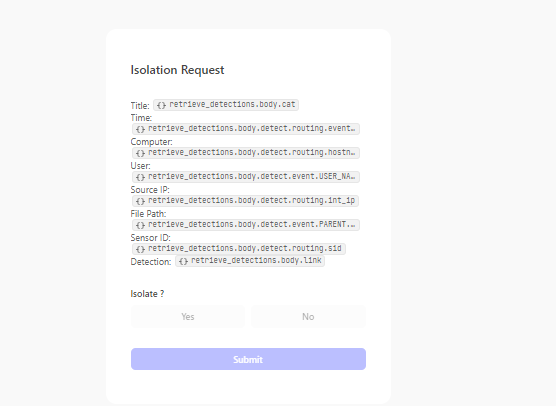 Isolation Request
Title: {} retrieve_detections.body.cat
Time:
{} retrieve_detections.body.detect.routing.event…
Computer:
{} retrieve_detections.body.detect.routing.hostn…
User:
{} retrieve_detections.body.detect.event.USER_NA…
Source IP:
{} retrieve_detections.body.detect.routing.int_ip
File Path:
{} retrieve_detections.body.detect.event.PARENT.…
Sensor ID:
{} retrieve_detections.body.detect.routing.sid
Detection: {} retrieve_detections.body.link
Isolate ?
Yes No
Submit